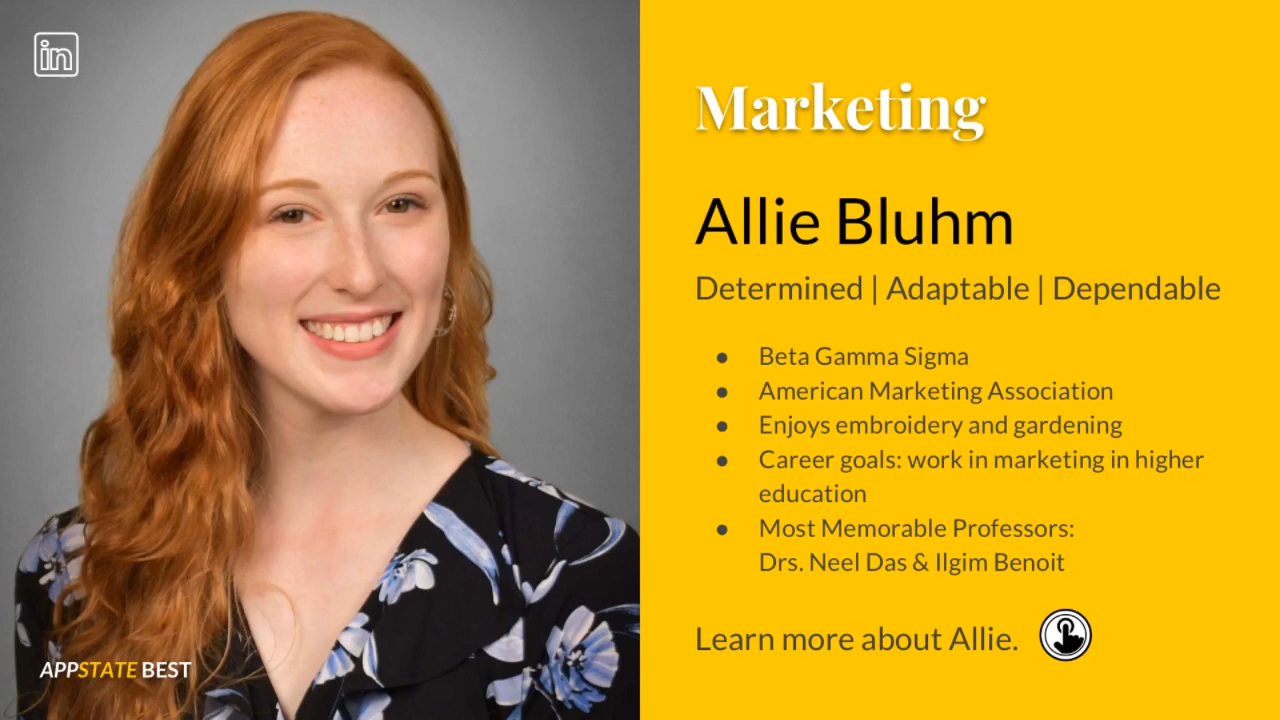 in
Marketing
Allie Bluhm
Determined | Adaptable | Dependable
● Beta Gamma Sigma
● American Marketing Association
● Enjoys embroidery and gardening
● Career goals: work in marketing in higher
education
● Most Memorable Professors:
Drs. Neel Das & Ilgim Benoit
Learn more about Allie.
APPSTATE BEST